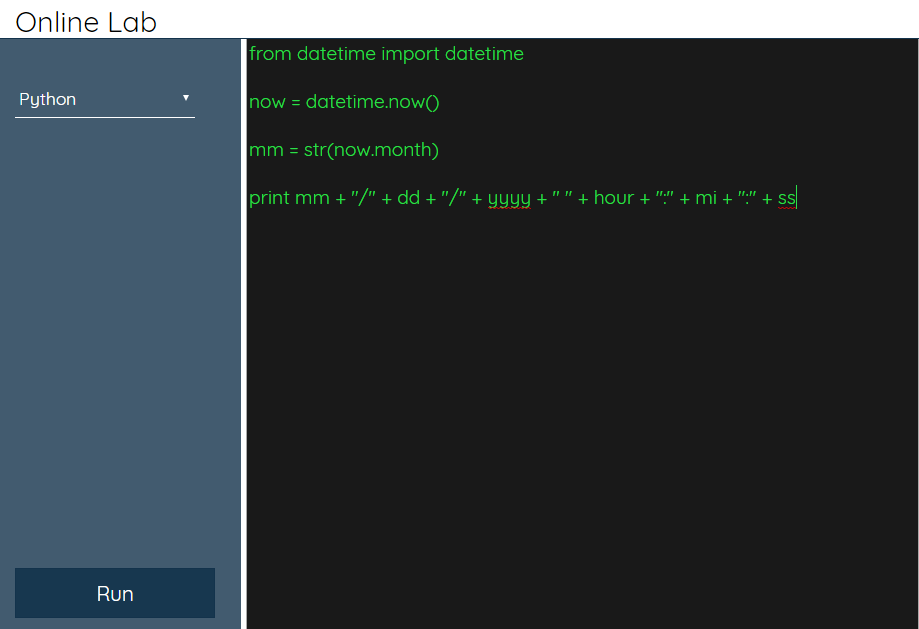 Online Lab
Python
from datetime import datetime
now = datetime.now()
mm = str(now.month)
print mm + "/" + dd + "/" + yyyy + " " + hour + ":" + mi + ":" + ss
Run